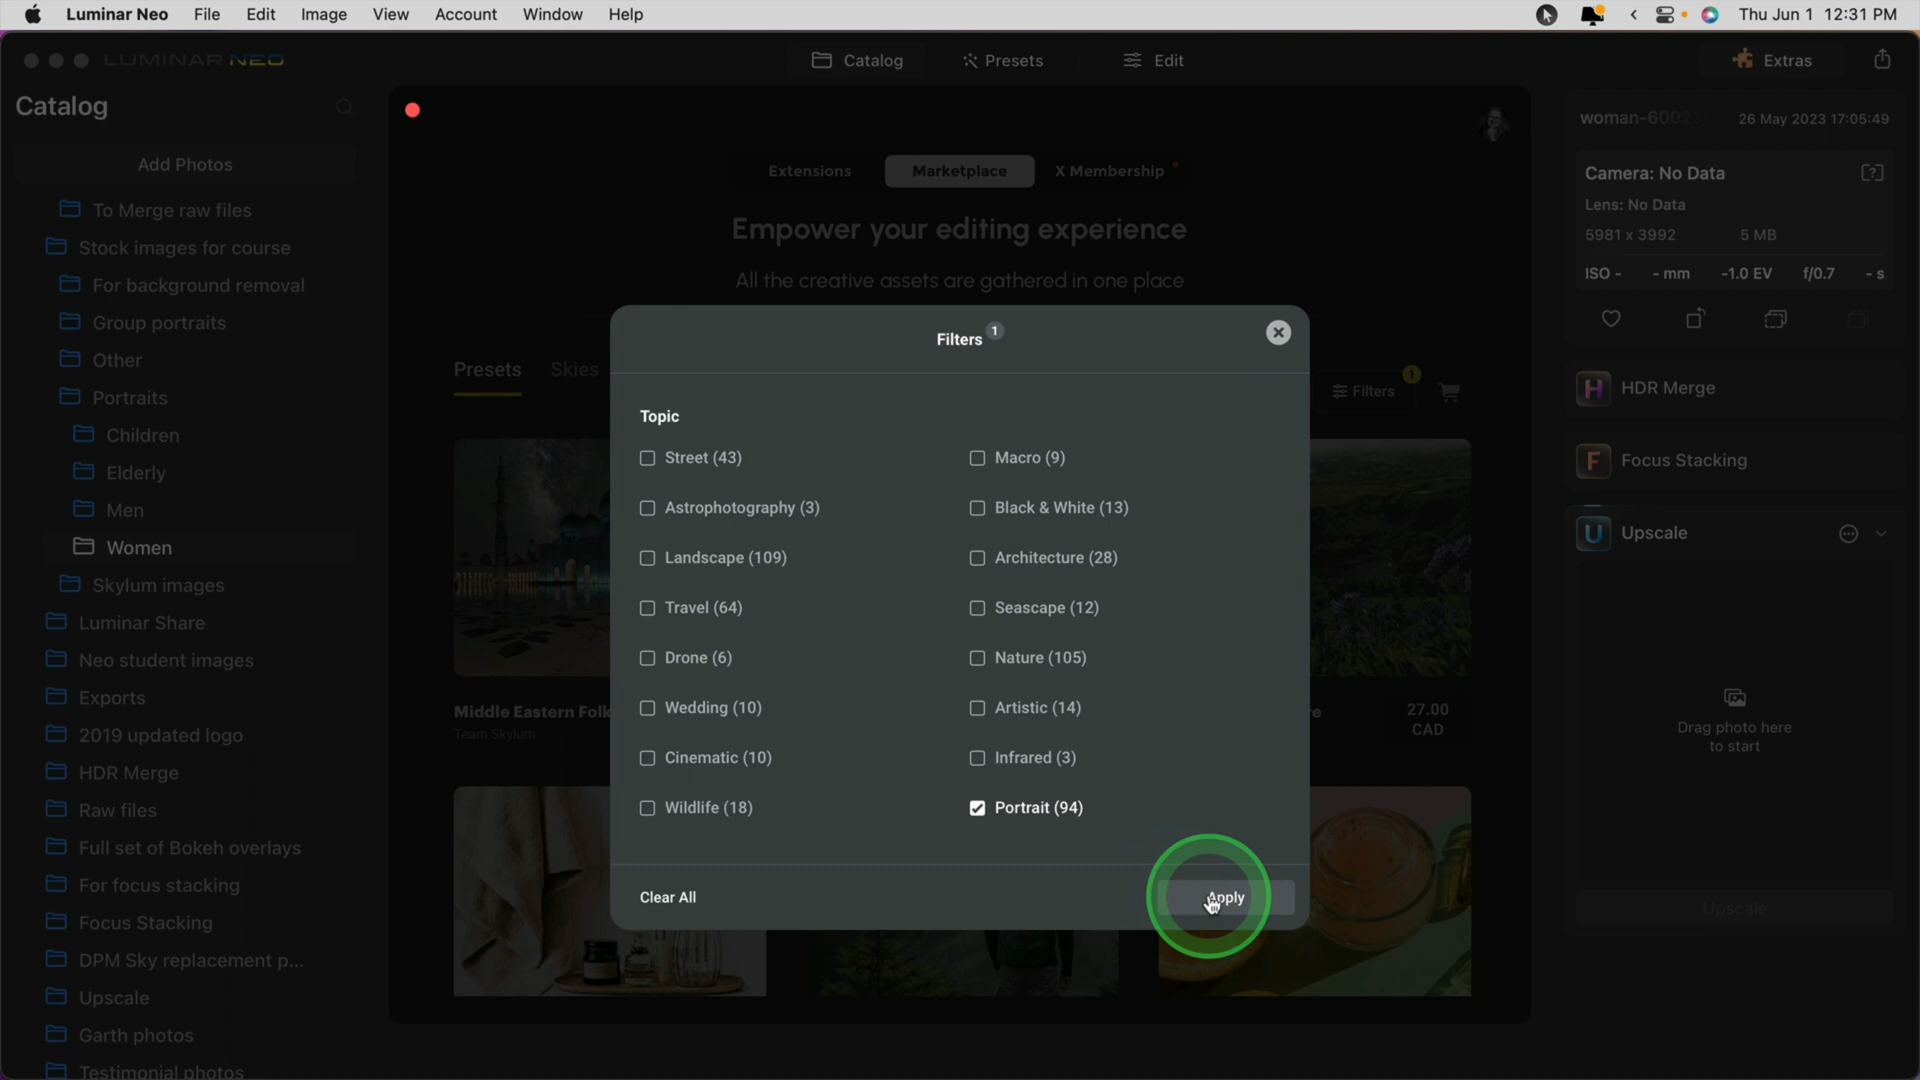 Luminar Neo File Edit Image View Account Window Help Thu Jun 1 12:31 PM
LUMINAR NEO Catalog Presets Edit Extras
Catalog
Add Photos
To Merge raw files
Stock images for course
For background removal
Group portraits
Other
Portraits
Children
Elderly
Men
Women
Skylum images
Luminar Share
Neo student images
Exports
2019 updated logo
HDR Merge
Raw files
Full set of Bokeh overlays
For focus stacking
Focus Stacking
DPM Sky replacement p...
Upscale
Garth photos
Testimonial photos
Extensions Marketplace X Membership
Empower your editing experience
All the creative assets are gathered in one place
Presets Skies
Filters 1
Middle Eastern Folk
Team Skylum
27.00
CAD
Filters 1
Topic
Street (43) Macro (9)
Astrophotography (3) Black & White (13)
Landscape (109) Architecture (28)
Travel (64) Seascape (12)
Drone (6) Nature (105)
Wedding (10) Artistic (14)
Cinematic (10) Infrared (3)
Wildlife (18) Portrait (94)
Clear All Apply
26 May 2023 17:05:49
Camera: No Data [?]
Lens: No Data
5981 x 3992 5 MB
ISO - - mm -1.0 EV f/0.7 - s
H HDR Merge
F Focus Stacking
U Upscale
Drag photo here
to start
Upscale